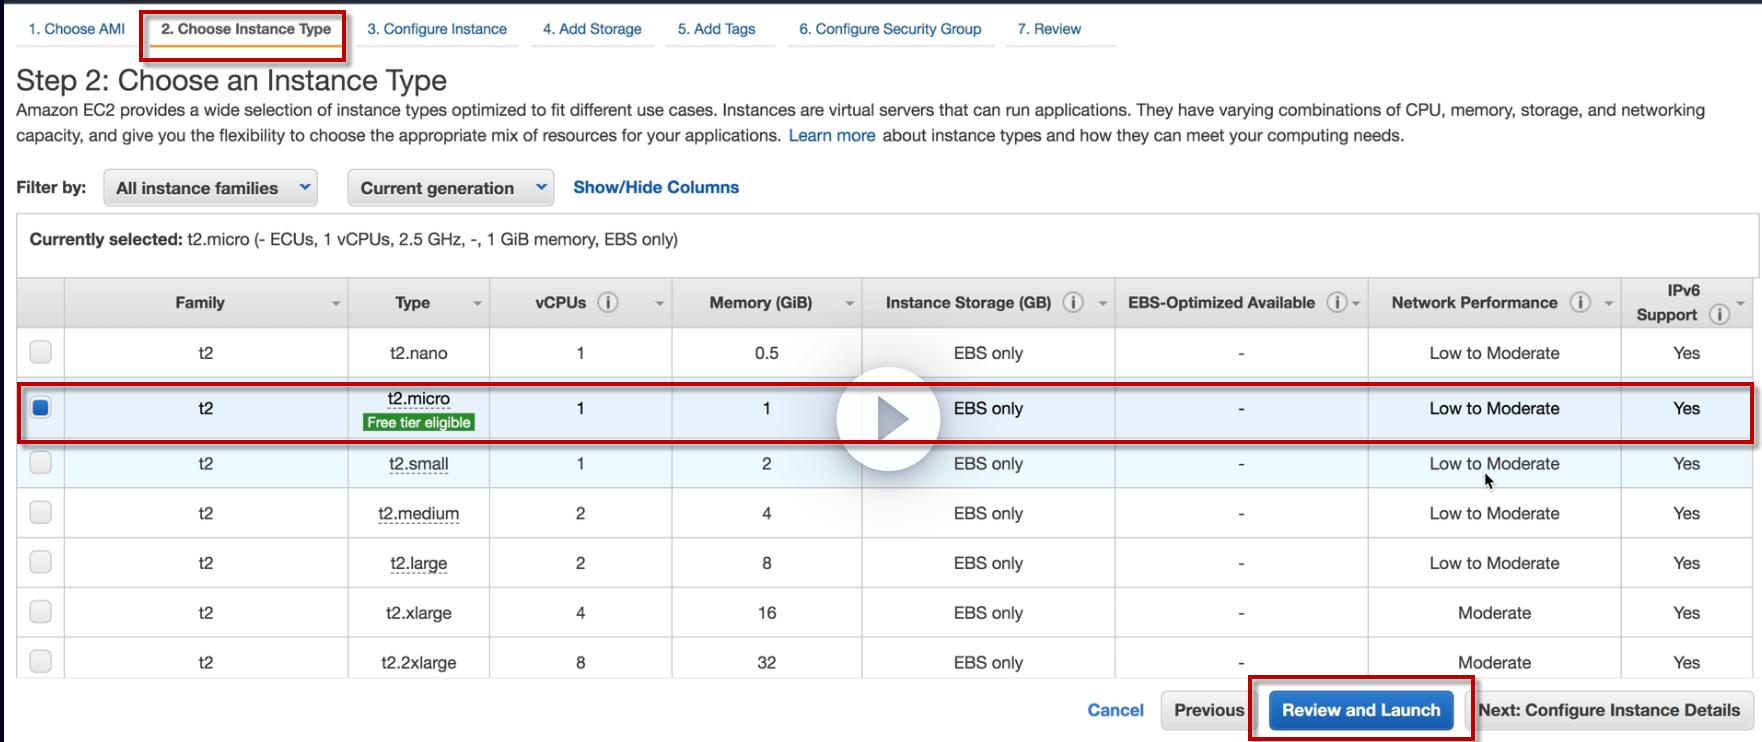 1. Choose AMI 2. Choose Instance Type 3. Configure Instance 4. Add Storage 5. Add Tags 6. Configure Security Group 7. Review
Step 2: Choose an Instance Type
Amazon EC2 provides a wide selection of instance types optimized to fit different use cases. Instances are virtual servers that can run applications. They have varying combinations of CPU, memory, storage, and networking
capacity, and give you the flexibility to choose the appropriate mix of resources for your applications. Learn more about instance types and how they can meet your computing needs.
Filter by: All instance families Current generation Show/Hide Columns
Currently selected: t2.micro (- ECUs, 1 vCPUs, 2.5 GHz, -, 1 GiB memory, EBS only)
Family Type vCPUs i Memory (GiB) Instance Storage (GB) i EBS-Optimized Available i Network Performance i IPv6 Support i
t2 t2.nano 1 0.5 EBS only - Low to Moderate Yes
t2 t2.micro Free tier eligible 1 1 EBS only - Low to Moderate Yes
t2 t2.small 1 2 EBS only - Low to Moderate Yes
t2 t2.medium 2 4 EBS only - Low to Moderate Yes
t2 t2.large 2 8 EBS only - Low to Moderate Yes
t2 t2.xlarge 4 16 EBS only - Moderate Yes
t2 t2.2xlarge 8 32 EBS only - Moderate Yes
Cancel Previous Review and Launch Next: Configure Instance Details